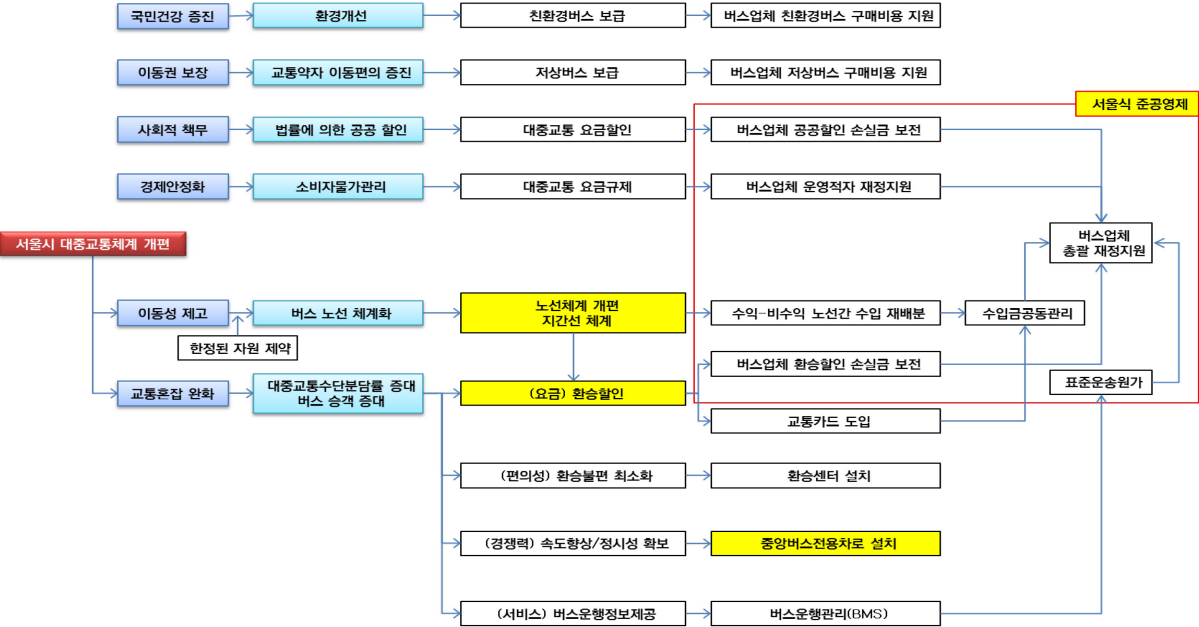 국민건강 증진
환경개선
친환경버스 보급
버스업체 친환경버스 구매비용 지원
이동권 보장
교통약자 이동편의 증진
저상버스 보급
버스업체 저상버스 구매비용 지원
서울식 준공영제
사회적 책무
법률에 의한 공공 할인
대중교통 요금할인
버스업체 공공할인 손실금 보전
경제안정화
소비자물가관리
대중교통 요금규제
버스업체 운영적자 재정지원
서울시 대중교통체계 개편
버스업체
총괄 재정지원
이동성 제고
버스 노선 체계화
노선체계 개편
지간선 체계
수익-비수익 노선간 수입 재배분
수입금공동관리
한정된 자원 제약
버스업체 환승할인 손실금 보전
표준운송원가
교통혼잡 완화
대중교통수단분담률 증대
버스 승객 증대
(요금) 환승할인
교통카드 도입
(편의성) 환승불편 최소화
환승센터 설치
(경쟁력) 속도향상/정시성 확보
중앙버스전용차로 설치
(서비스) 버스운행정보제공
버스운행관리(BMS)